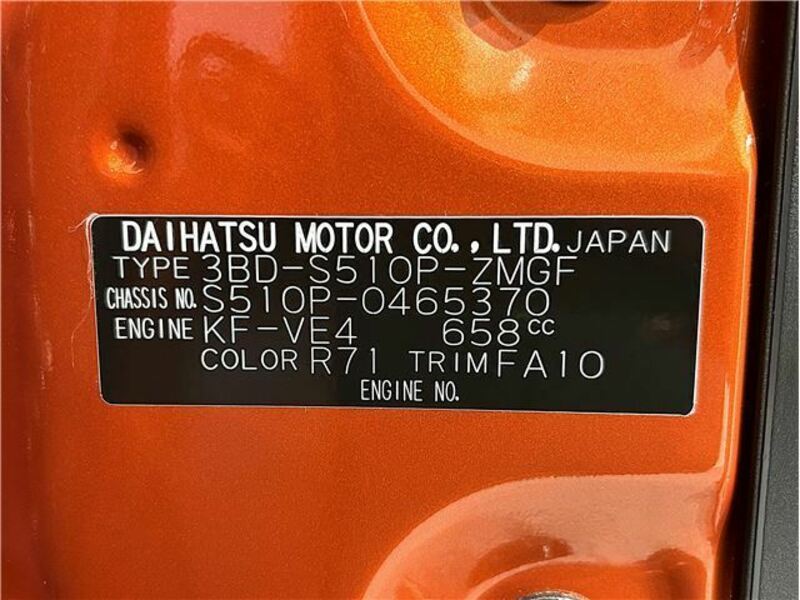 DAIHATSU MOTOR CO., LTD. JAPAN
TYPE 3BD-S510P-ZMGF
CHASSIS NO. S510P-0465370
ENGINE KF-VE4 658CC
COLOR R71 TRIM FA10
ENGINE NO.